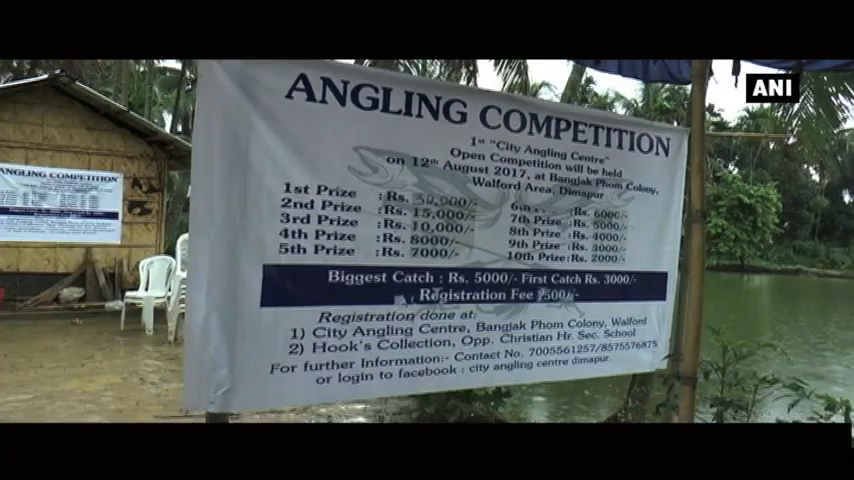 ANI
ANGLING COMPETITION
1st "City Angling Centre"
Open Competition will be held
on 12th August 2017, at Bangjak Phom Colony,
Walford Area, Dimapur
1st Prize : Rs.
2nd Prize : Rs. 15,000/-
3rd Prize : Rs. 10,000/-
4th Prize : Rs. 8000/-
5th Prize : Rs. 7000/-
6th : Rs. 6000/-
7th Prize : Rs. 5000/-
8th Prize : Rs. 4000/-
9th Prize : Rs. 3000/-
10th Prize : Rs. 2000/-
Biggest Catch : Rs. 5000/- First Catch Rs. 3000/-
Registration Fee
Registration done at:
1) City Angling Centre, Bangjak Phom Colony, Walford
2) Hook's Collection, Opp. Christian Hr. Sec. School
For further Information:- Contact No. 7005561257/8575576875
or login to facebook : city angling centre dimapur.
ANGLING COMPETITION